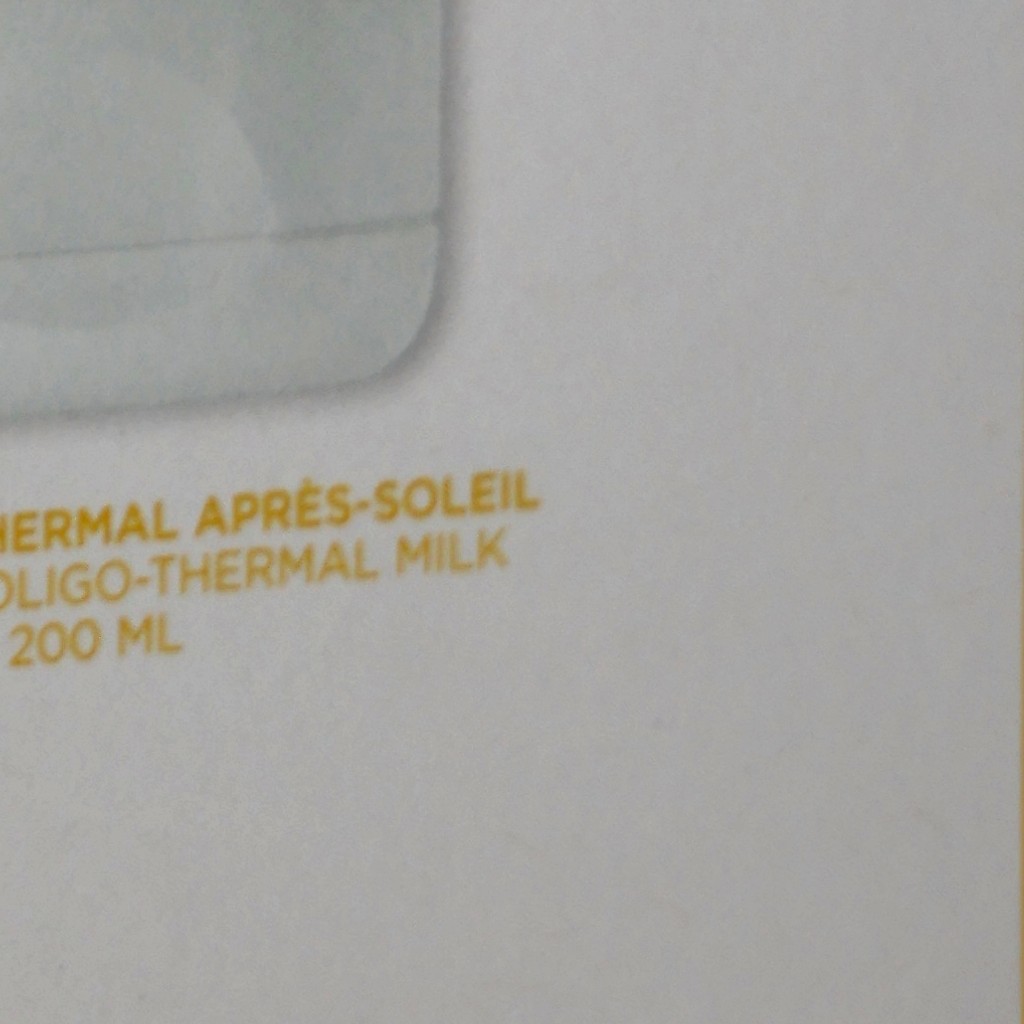 HERMAL APRÈS-SOLEIL
OLIGO-THERMAL MILK
200 ML